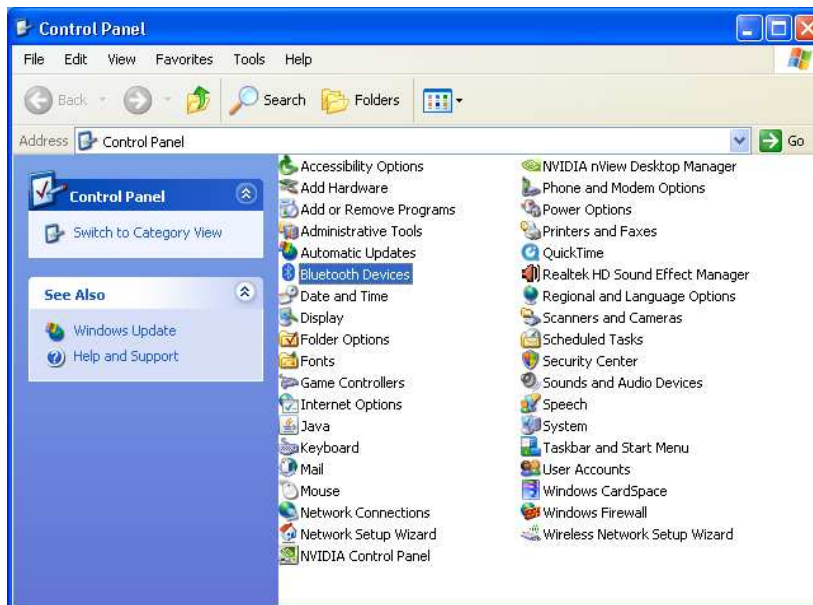 Control Panel
File Edit View Favorites Tools Help
Back Search Folders
Address Control Panel Go
Control Panel
Switch to Category View
See Also
Windows Update
Help and Support
Accessibility Options
Add Hardware
Add or Remove Programs
Administrative Tools
Automatic Updates
Bluetooth Devices
Date and Time
Display
Folder Options
Fonts
Game Controllers
Internet Options
Java
Keyboard
Mail
Mouse
Network Connections
Network Setup Wizard
NVIDIA Control Panel
NVIDIA nView Desktop Manager
Phone and Modem Options
Power Options
Printers and Faxes
QuickTime
Realtek HD Sound Effect Manager
Regional and Language Options
Scanners and Cameras
Scheduled Tasks
Security Center
Sounds and Audio Devices
Speech
System
Taskbar and Start Menu
User Accounts
Windows CardSpace
Windows Firewall
Wireless Network Setup Wizard